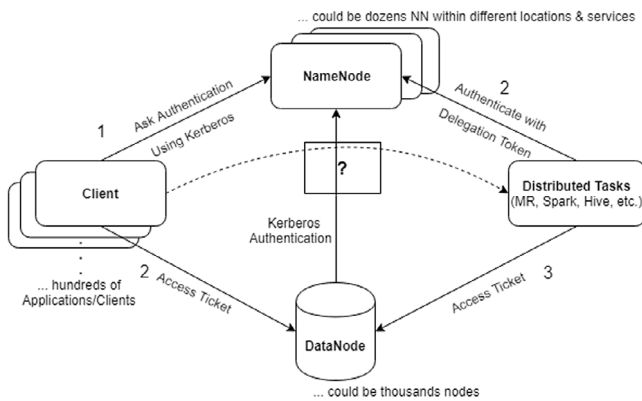 ... could be dozens NN within different locations & services
NameNode
1
Ask Authentication
Using Kerberos
2
Authenticate with
Delegation Token
Client
?
Distributed Tasks
(MR, Spark, Hive, etc.)
Kerberos
Authentication
... hundreds of
Applications/Clients
2
Access Ticket
3
Access Ticket
DataNode
... could be thousands nodes